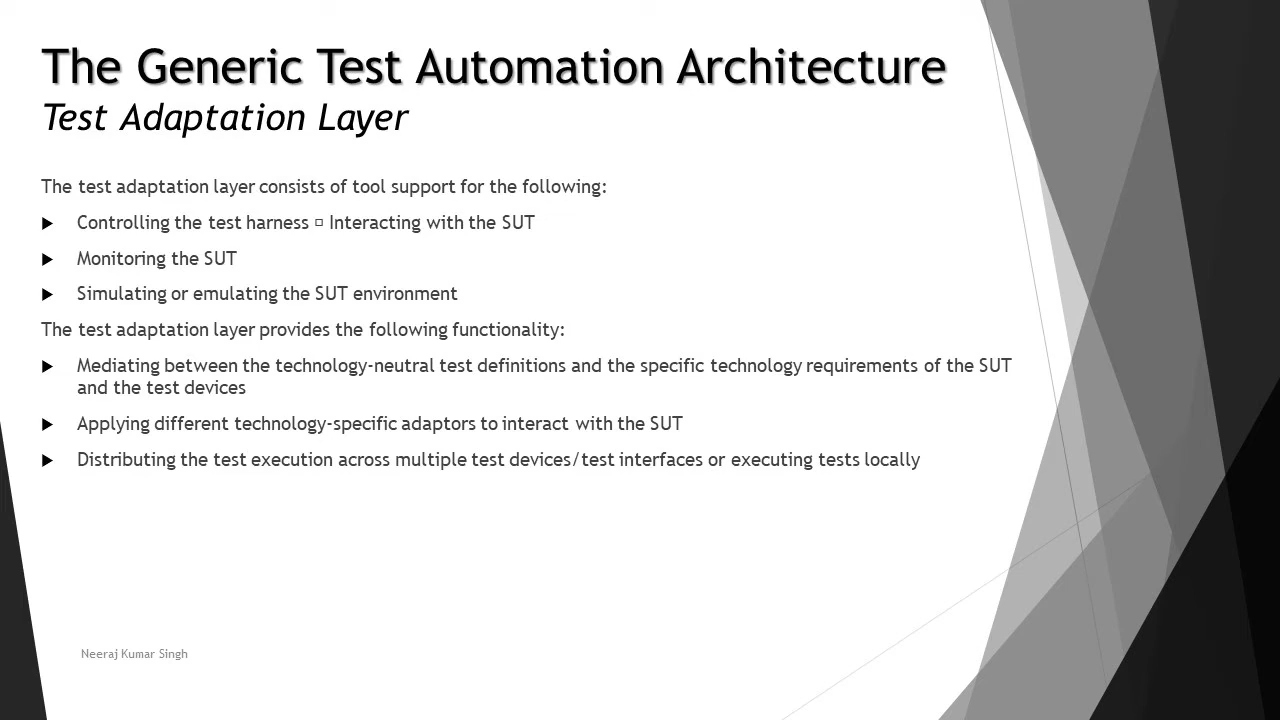 The Generic Test Automation Architecture
Test Adaptation Layer
The test adaptation layer consists of tool support for the following:
Controlling the test harness □ Interacting with the SUT
Monitoring the SUT
Simulating or emulating the SUT environment
The test adaptation layer provides the following functionality:
Mediating between the technology-neutral test definitions and the specific technology requirements of the SUT
and the test devices
Applying different technology-specific adaptors to interact with the SUT
Distributing the test execution across multiple test devices/test interfaces or executing tests locally
Neeraj Kumar Singh